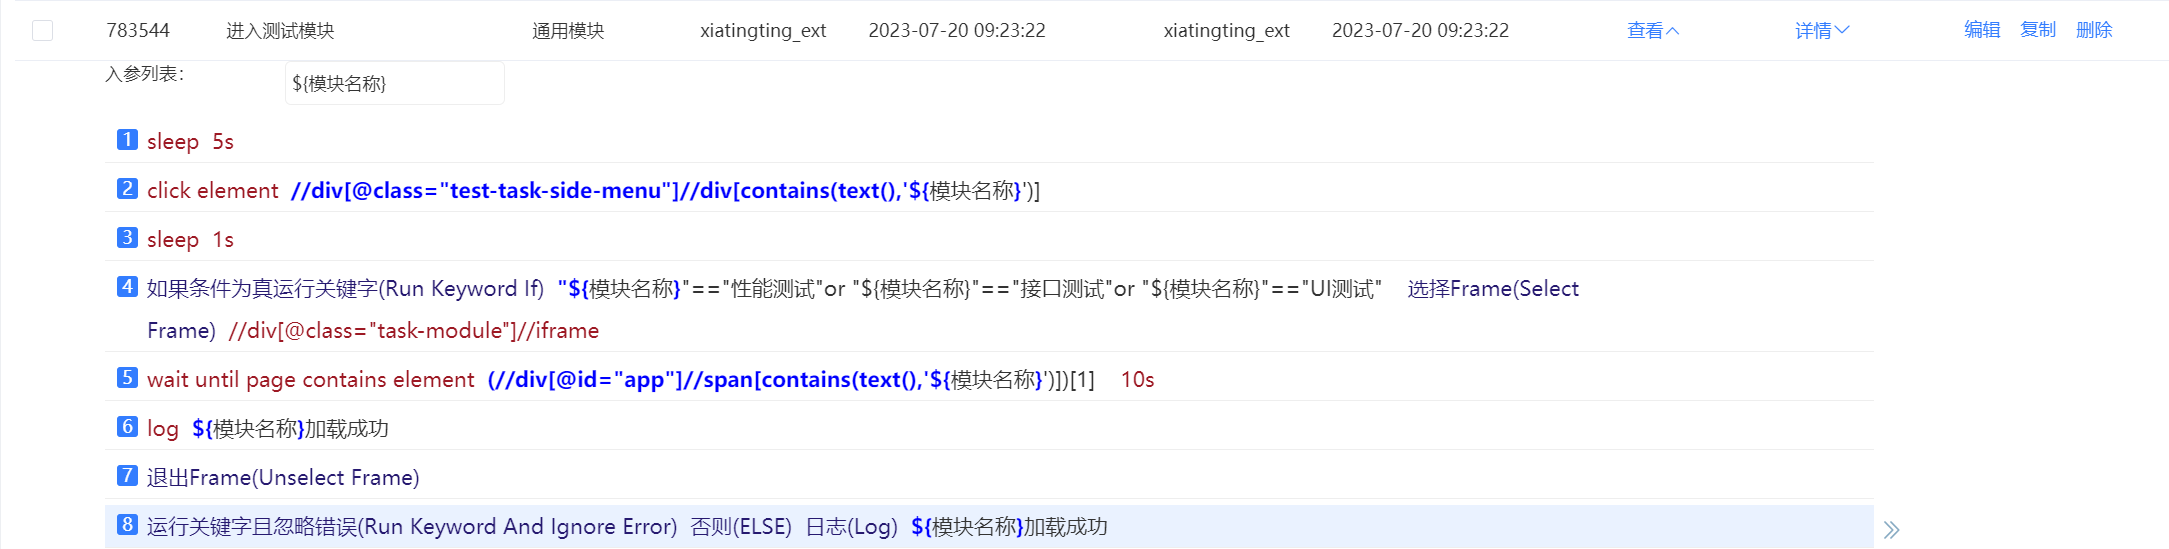 783544 进入测试模块 通用模块 xiatingting_ext 2023-07-20 09:23:22 xiatingting_ext 2023-07-20 09:23:22 查看 详情 编辑 复制 删除
入参列表: ${模块名称}
1 sleep 5s
2 click element //div[@class="test-task-side-menu"]//div[contains(text(),'${模块名称}')]
3 sleep 1s
4 如果条件为真运行关键字(Run Keyword If) "${模块名称}"=="性能测试"or "${模块名称}"=="接口测试"or "${模块名称}"=="UI测试" 选择Frame(Select
Frame) //div[@class="task-module"]//iframe
5 wait until page contains element (//div[@id="app"]//span[contains(text(),'${模块名称}')])[1] 10s
6 log ${模块名称}加载成功
7 退出Frame(Unselect Frame)
8 运行关键字且忽略错误(Run Keyword And Ignore Error) 否则(ELSE) 日志(Log) ${模块名称}加载成功